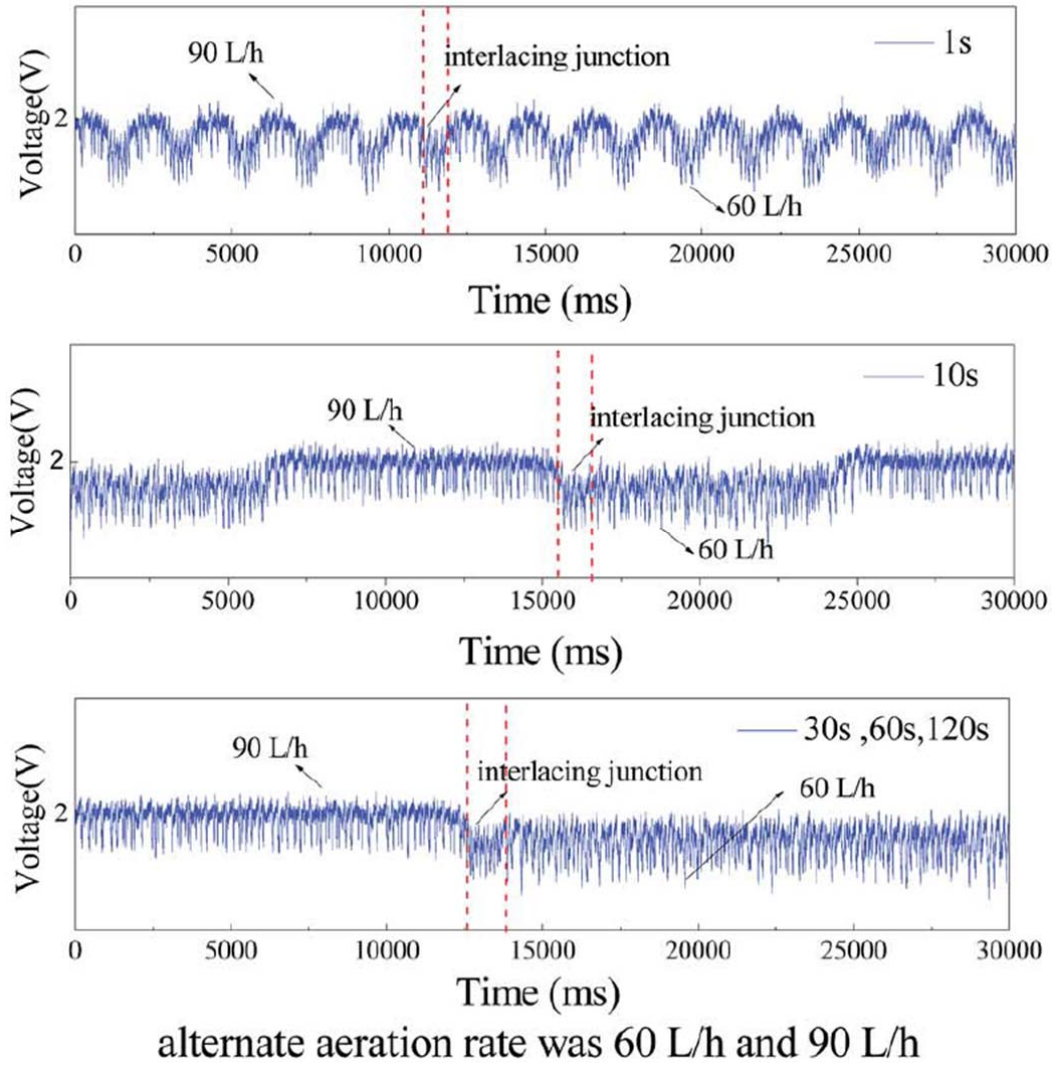 1s
90 L/h
interlacing junction
Voltage(V)
2
60 L/h
0 5000 10000 15000 20000 25000 30000
Time (ms)
10s
90 L/h
interlacing junction
Voltage(V)
2
60 L/h
0 5000 10000 15000 20000 25000 30000
Time (ms)
30s ,60s,120s
90 L/h
interlacing junction
60 L/h
Voltage(V)
2
0 5000 10000 15000 20000 25000 30000
Time (ms)
alternate aeration rate was 60 L/h and 90 L/h